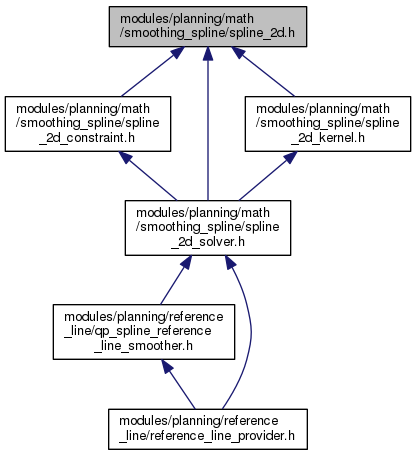 modules/planning/math
/smoothing_spline/spline_2d.h
modules/planning/math
/smoothing_spline/spline
_2d_constraint.h
modules/planning/math
/smoothing_spline/spline
_2d_kernel.h
modules/planning/math
/smoothing_spline/spline
_2d_solver.h
modules/planning/reference
_line/qp_spline_reference
_line_smoother.h
modules/planning/reference
_line/reference_line_provider.h